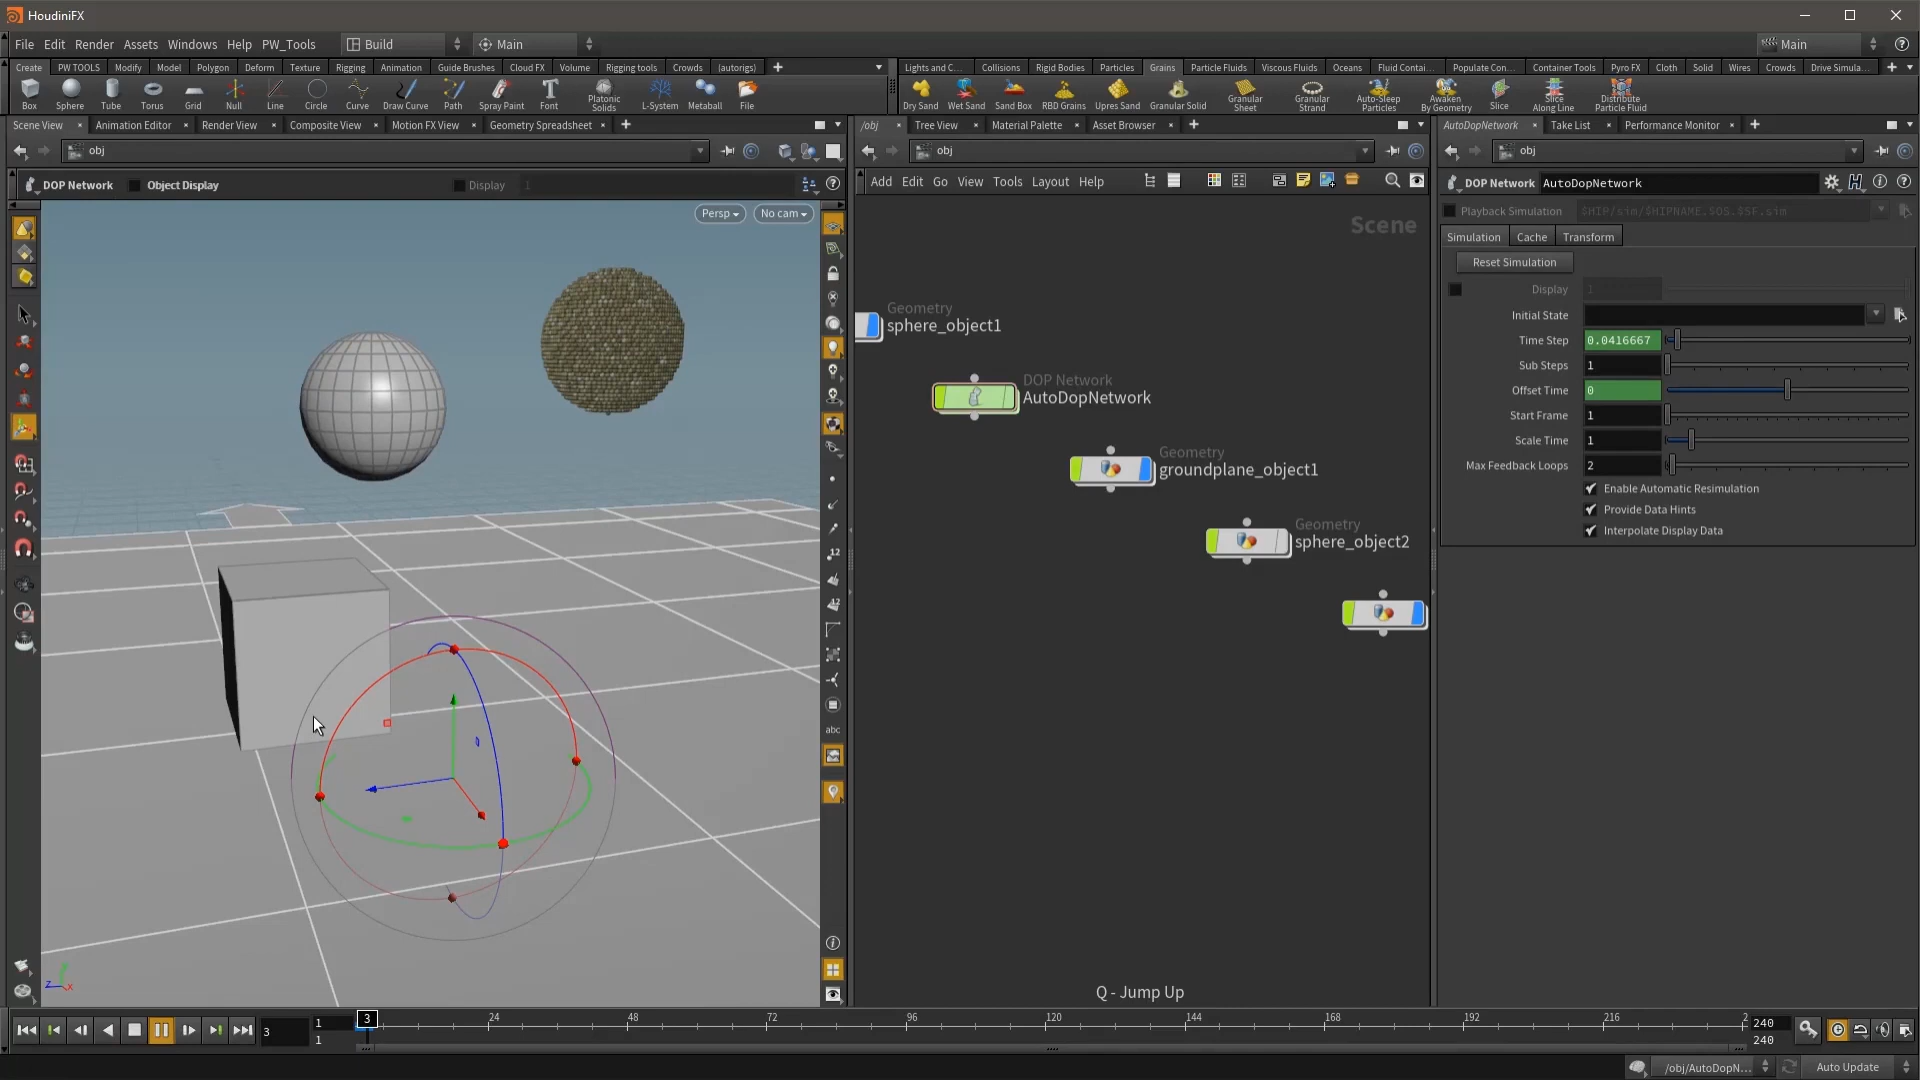 HoudiniFX
File Edit Render Assets Windows Help PW_Tools Build Main Main
Create PW TOOLS Modify Model Polygon Deform Texture Rigging Animation Guide Brushes Cloud FX Volume Rigging tools Crowds (autorigs)
Lights and C... Collisions Rigid Bodies Particles Grains Particle Fluids Viscous Fluids Oceans Fluid Contai... Populate Con... Container Tools Pyro FX Cloth Solid Wires Crowds Drive Simula...
Box Sphere Tube Torus Grid Null Line Circle Curve Draw Curve Path Spray Paint Font Platonic Solids L-System Metaball File
Dry Sand Wet Sand Sand Box RBD Grains Upres Sand Granular Solid Granular Sheet Granular Strand Auto-Sleep Particles Awaken By Geometry Slice Slice Along Line Distribute Particle Fluid
Scene View Animation Editor Render View Composite View Motion FX View Geometry Spreadsheet
/obj Tree View Material Palette Asset Browser
AutoDopNetwork Take List Performance Monitor
obj
obj
obj
DOP Network Object Display Display 1
Add Edit Go View Tools Layout Help
DOP Network AutoDopNetwork
Persp No cam
Scene
Geometry
sphere_object1
DOP Network
AutoDopNetwork
Geometry
groundplane_object1
Geometry
sphere_object2
Q - Jump Up
Playback Simulation $HIP/sim/$HIPNAME.$OS.$SF.sim
Simulation Cache Transform
Reset Simulation
Display 1
Initial State
Time Step 0.0416667
Sub Steps 1
Offset Time 0
Start Frame 1
Scale Time 1
Max Feedback Loops 2
Enable Automatic Resimulation
Provide Data Hints
Interpolate Display Data
12
12
abc
z x
3 1 3 24 48 72 96 120 144 168 192 216 2 240
1 240
/obj/AutoDopN... Auto Update